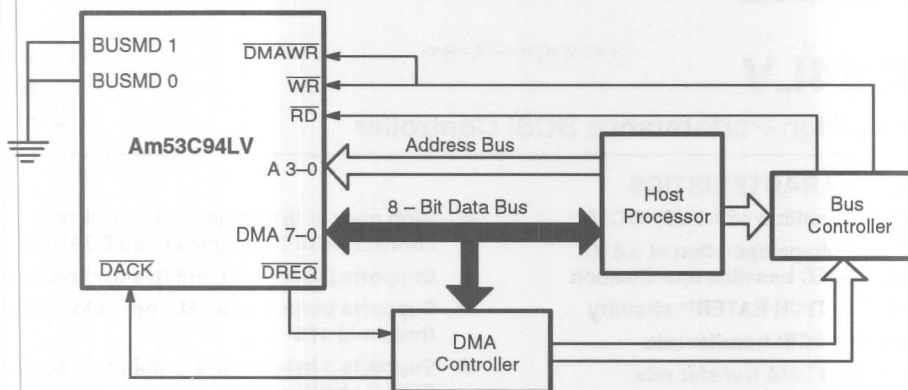 BUSMD 1
BUSMD 0
DMAWR
WR
RD
Am53C94LV
A 3–0
DMA 7–0
DACK
DREQ
Address Bus
8 – Bit Data Bus
Host
Processor
Bus
Controller
DMA
Controller